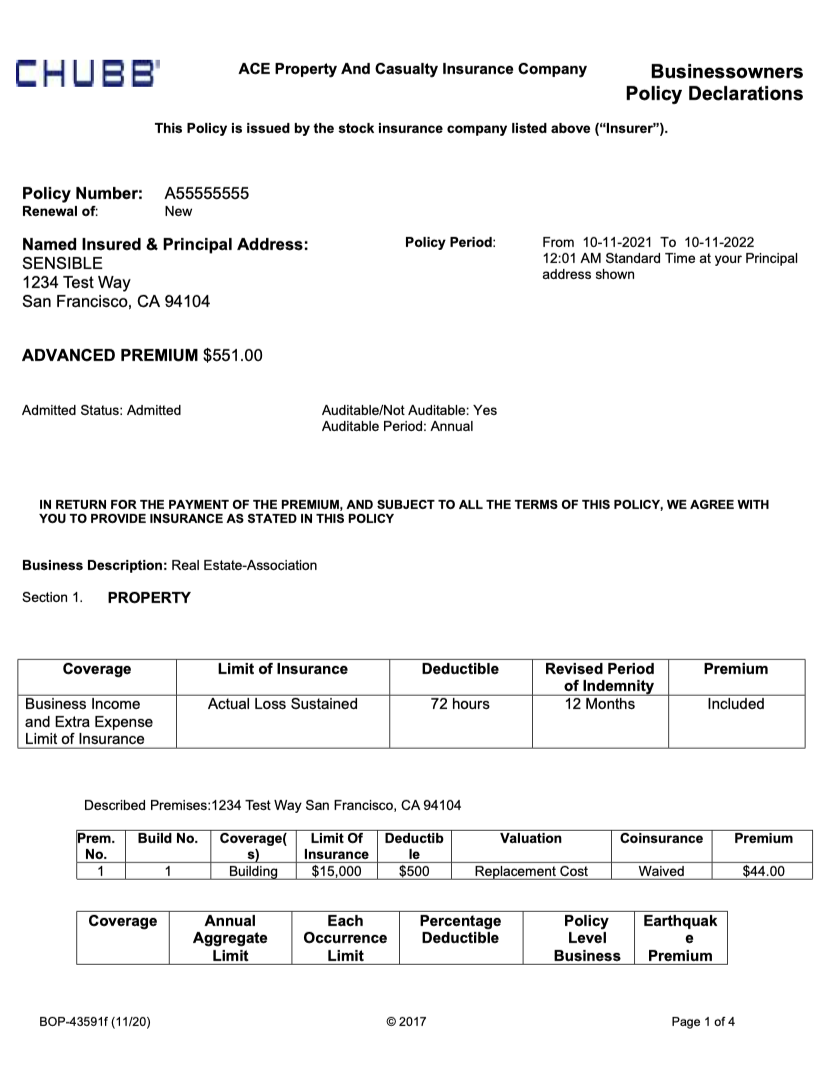 CHUBB®
ACE Property And Casualty Insurance Company
Businessowners
Policy Declarations
This Policy is issued by the stock insurance company listed above (“Insurer”).
Policy Number: A55555555
Renewal of: New
Named Insured & Principal Address:
SENSIBLE
1234 Test Way
San Francisco, CA 94104
Policy Period: From 10-11-2021 To 10-11-2022
12:01 AM Standard Time at your Principal
address shown
ADVANCED PREMIUM $551.00
Admitted Status: Admitted
Auditable/Not Auditable: Yes
Auditable Period: Annual
IN RETURN FOR THE PAYMENT OF THE PREMIUM, AND SUBJECT TO ALL THE TERMS OF THIS POLICY, WE AGREE WITH
YOU TO PROVIDE INSURANCE AS STATED IN THIS POLICY
Business Description: Real Estate-Association
Section 1. PROPERTY
Coverage Limit of Insurance Deductible Revised Period Premium
of Indemnity
Business Income Actual Loss Sustained 72 hours 12 Months Included
and Extra Expense
Limit of Insurance
Described Premises:1234 Test Way San Francisco, CA 94104
Prem. Build No. Coverage( Limit Of Deductib Valuation Coinsurance Premium
No. s) Insurance le
1 1 Building $15,000 $500 Replacement Cost Waived $44.00
Coverage Annual Each Percentage Policy Earthquak
Aggregate Occurrence Deductible Level e
Limit Limit Business Premium
BOP-43591f (11/20) © 2017 Page 1 of 4